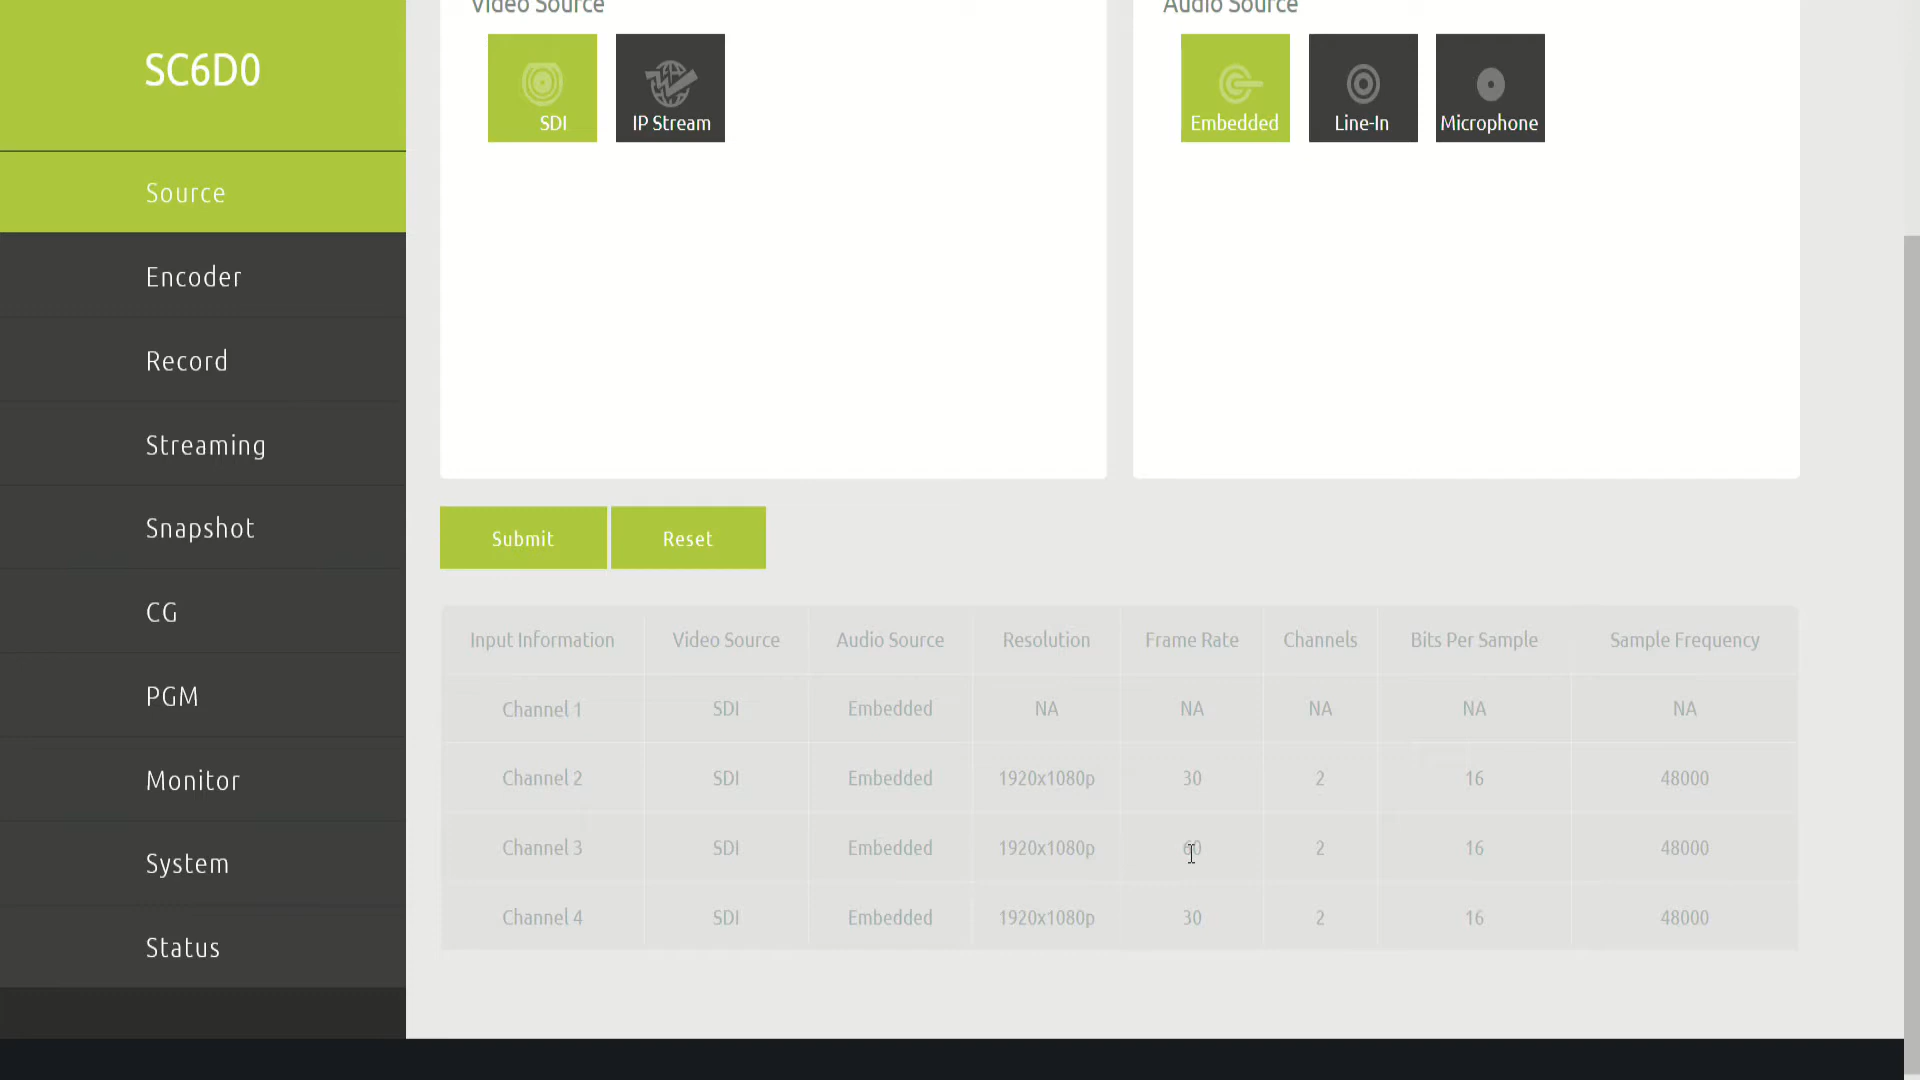 Video Source
Audio Source
SC6D0
SDI
IP Stream
Embedded
Line-In
Microphone
Source
Encoder
Record
Streaming
Snapshot
CG
PGM
Monitor
System
Status
Submit
Reset
Input Information Video Source Audio Source Resolution Frame Rate Channels Bits Per Sample Sample Frequency
Channel 1 SDI Embedded NA NA NA NA NA
Channel 2 SDI Embedded 1920x1080p 30 2 16 48000
Channel 3 SDI Embedded 1920x1080p 60 2 16 48000
Channel 4 SDI Embedded 1920x1080p 30 2 16 48000